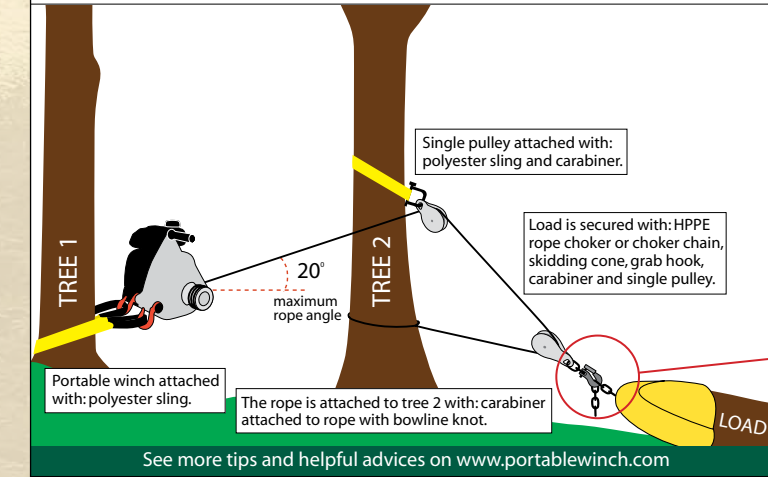 Single pulley attached with:
polyester sling and carabiner.
Load is secured with: HPPE
rope choker or choker chain,
skidding cone, grab hook,
carabiner and single pulley.
TREE 1
TREE 2
20°
maximum
rope angle
Portable winch attached
with: polyester sling.
The rope is attached to tree 2 with: carabiner
attached to rope with bowline knot.
LOAD
See more tips and helpful advices on www.portablewinch.com